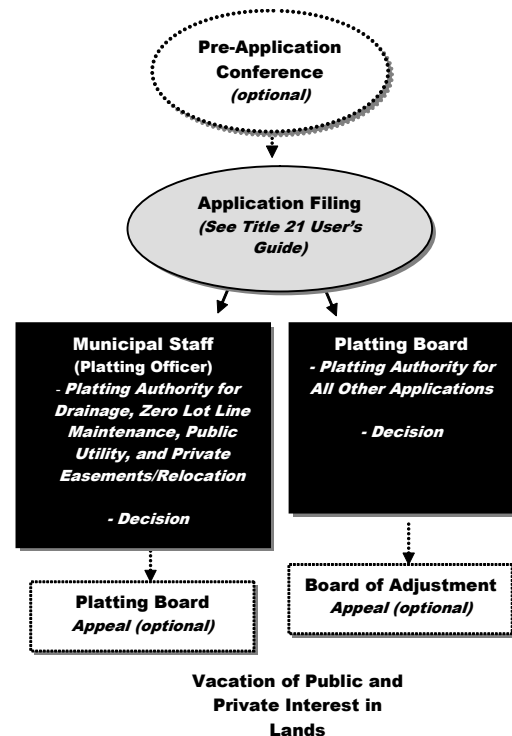 Pre-Application
Conference
(optional)
Application Filing
(See Title 21 User's
Guide)
Municipal Staff
(Platting Officer)
- Platting Authority for
Drainage, Zero Lot Line
Maintenance, Public
Utility, and Private
Easements/Relocation
- Decision
Platting Board
- Platting Authority for
All Other Applications
- Decision
Platting Board
Appeal (optional)
Board of Adjustment
Appeal (optional)
Vacation of Public and
Private Interest in
Lands